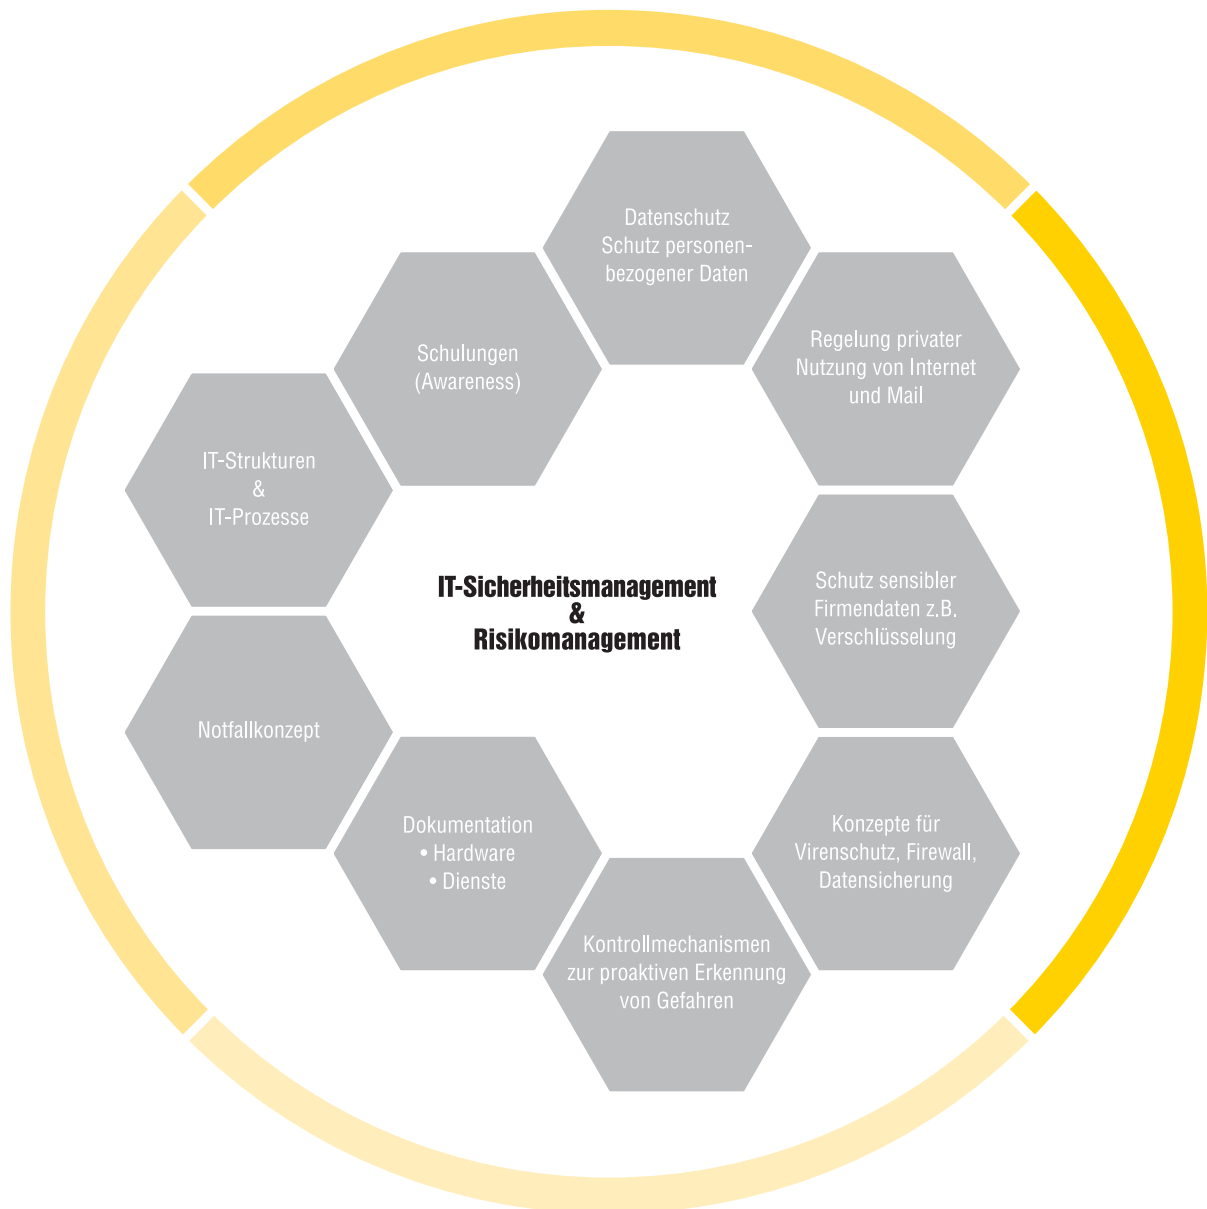 Datenschutz
Schutz personen-
bezogener Daten
Regelung privater
Nutzung von Internet
und Mail
Schulungen
(Awareness)
IT-Strukturen
&
IT-Prozesse
IT-Sicherheitsmanagement
&
Risikomanagement
Schutz sensibler
Firmendaten z.B.
Verschlüsselung
Notfallkonzept
Dokumentation
• Hardware
• Dienste
Konzepte für
Virenschutz, Firewall,
Datensicherung
Kontrollmechanismen
zur proaktiven Erkennung
von Gefahren